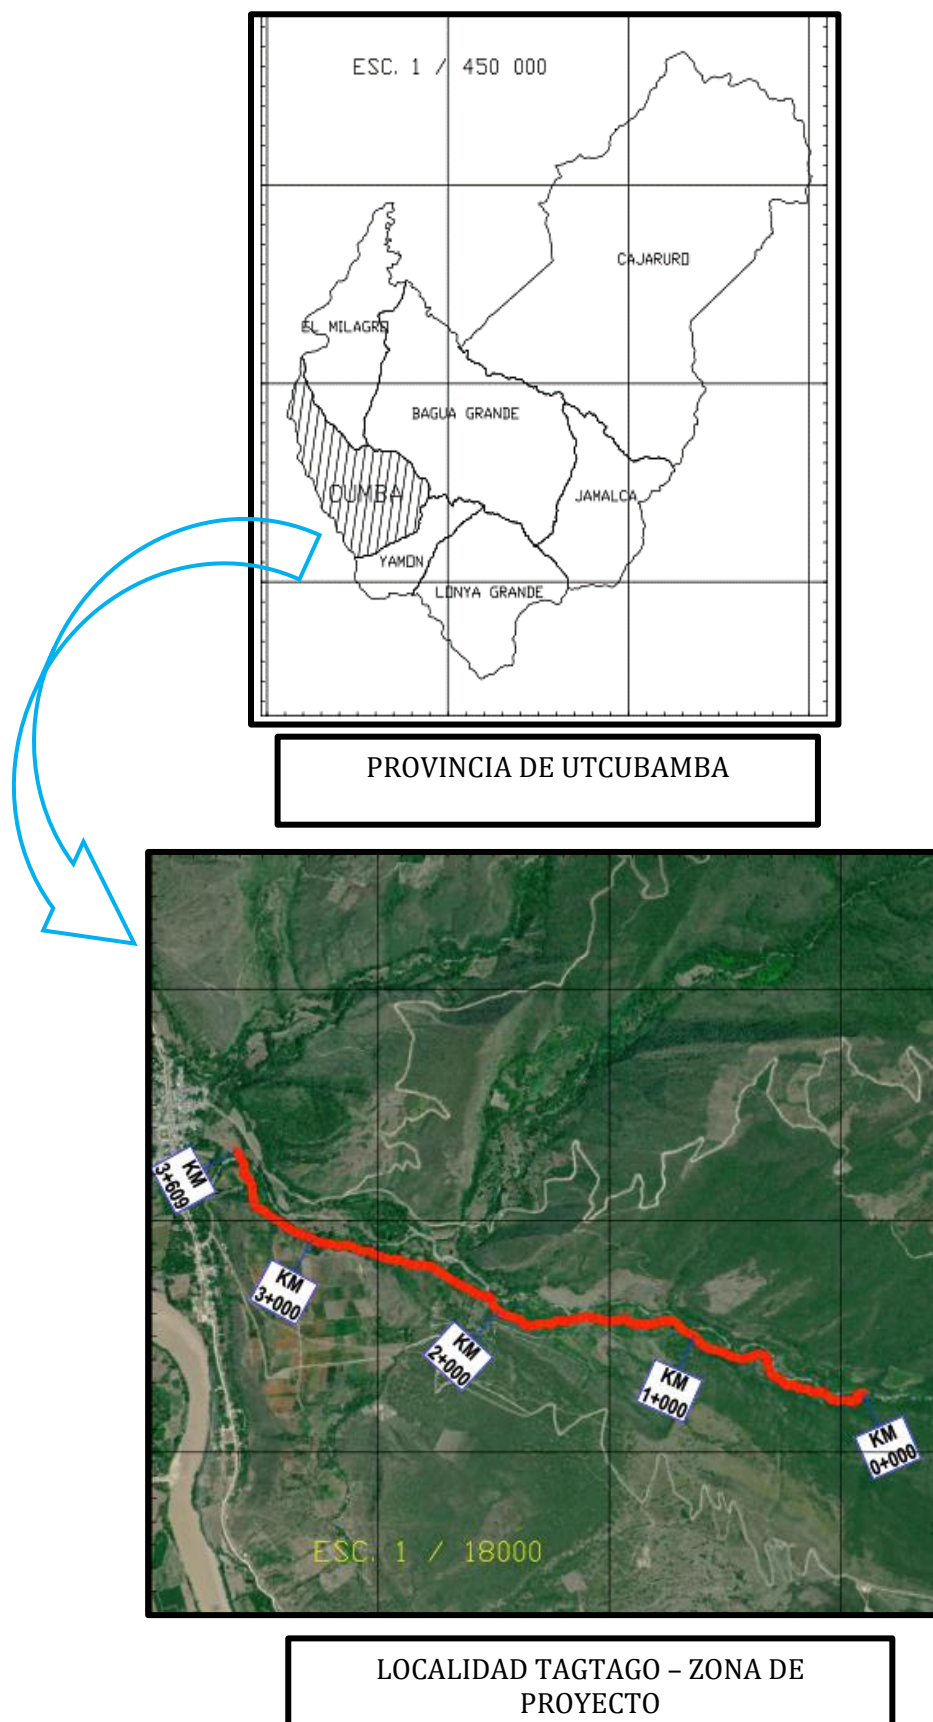 ESC. 1 / 450 000
CAJARURO
EL MILAGRO
BAGUA GRANDE
CUMBA
JAMALCA
YAMON
LONYA GRANDE
PROVINCIA DE UTCUBAMBA
KM
3+609
KM
3+000
KM
2+000
KM
1+000
KM
0+000
ESC. 1 / 18000
LOCALIDAD TAGTAGO – ZONA DE
PROYECTO